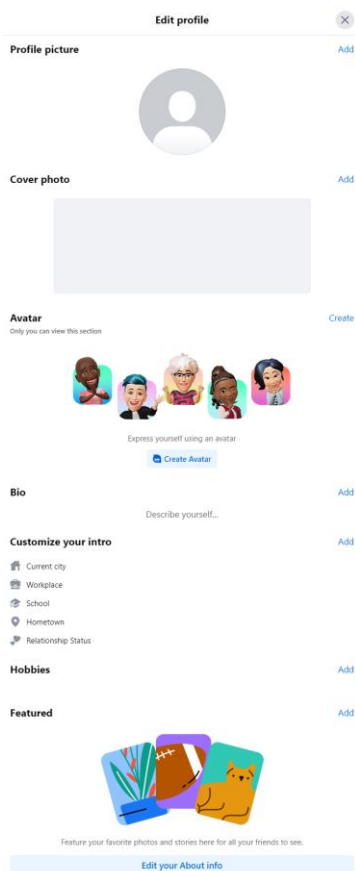 Edit profile
Profile picture
Add
Cover photo
Add
Avatar
Create
Only you can view this section
Express yourself using an avatar
Create Avatar
Bio
Add
Describe yourself...
Customize your intro
Add
Current city
Workplace
School
Hometown
Relationship Status
Hobbies
Add
Featured
Add
Feature your favorite photos and stories here for all your friends to see.
Edit your About info